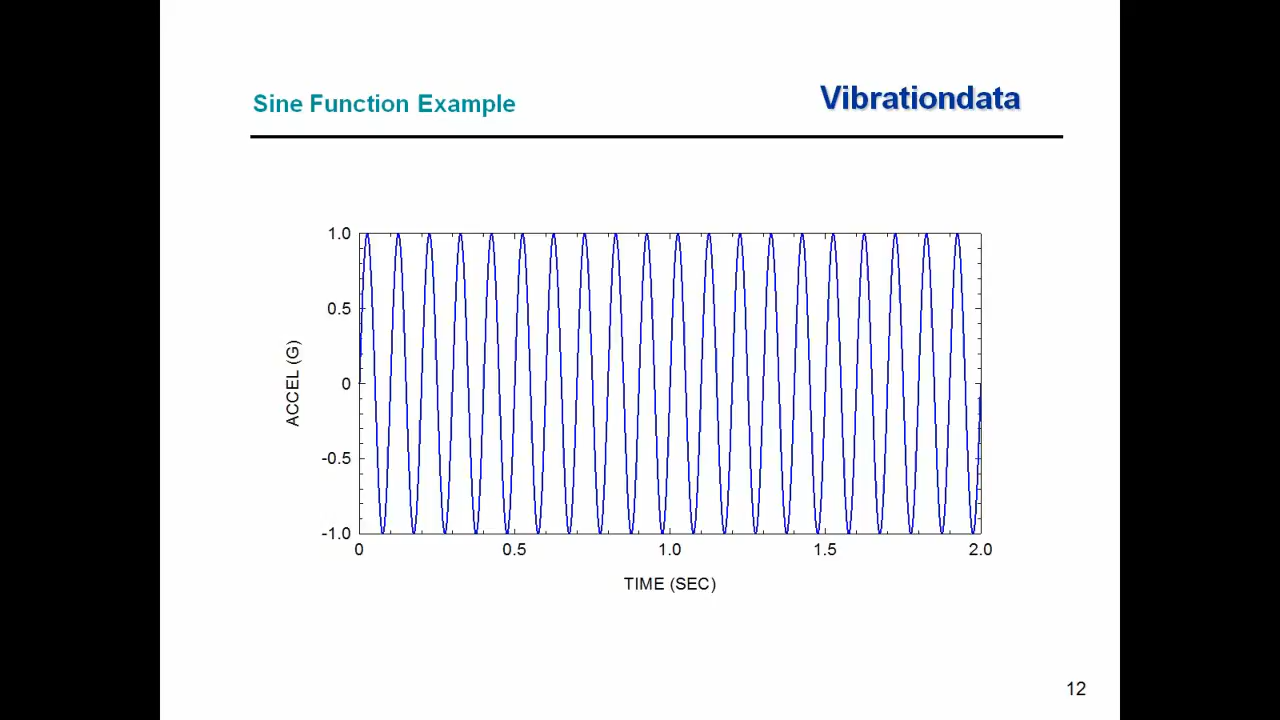 Sine Function Example
Vibrationdata
1.0
0.5
0
-0.5
-1.0
ACCEL (G)
0 0.5 1.0 1.5 2.0
TIME (SEC)
12